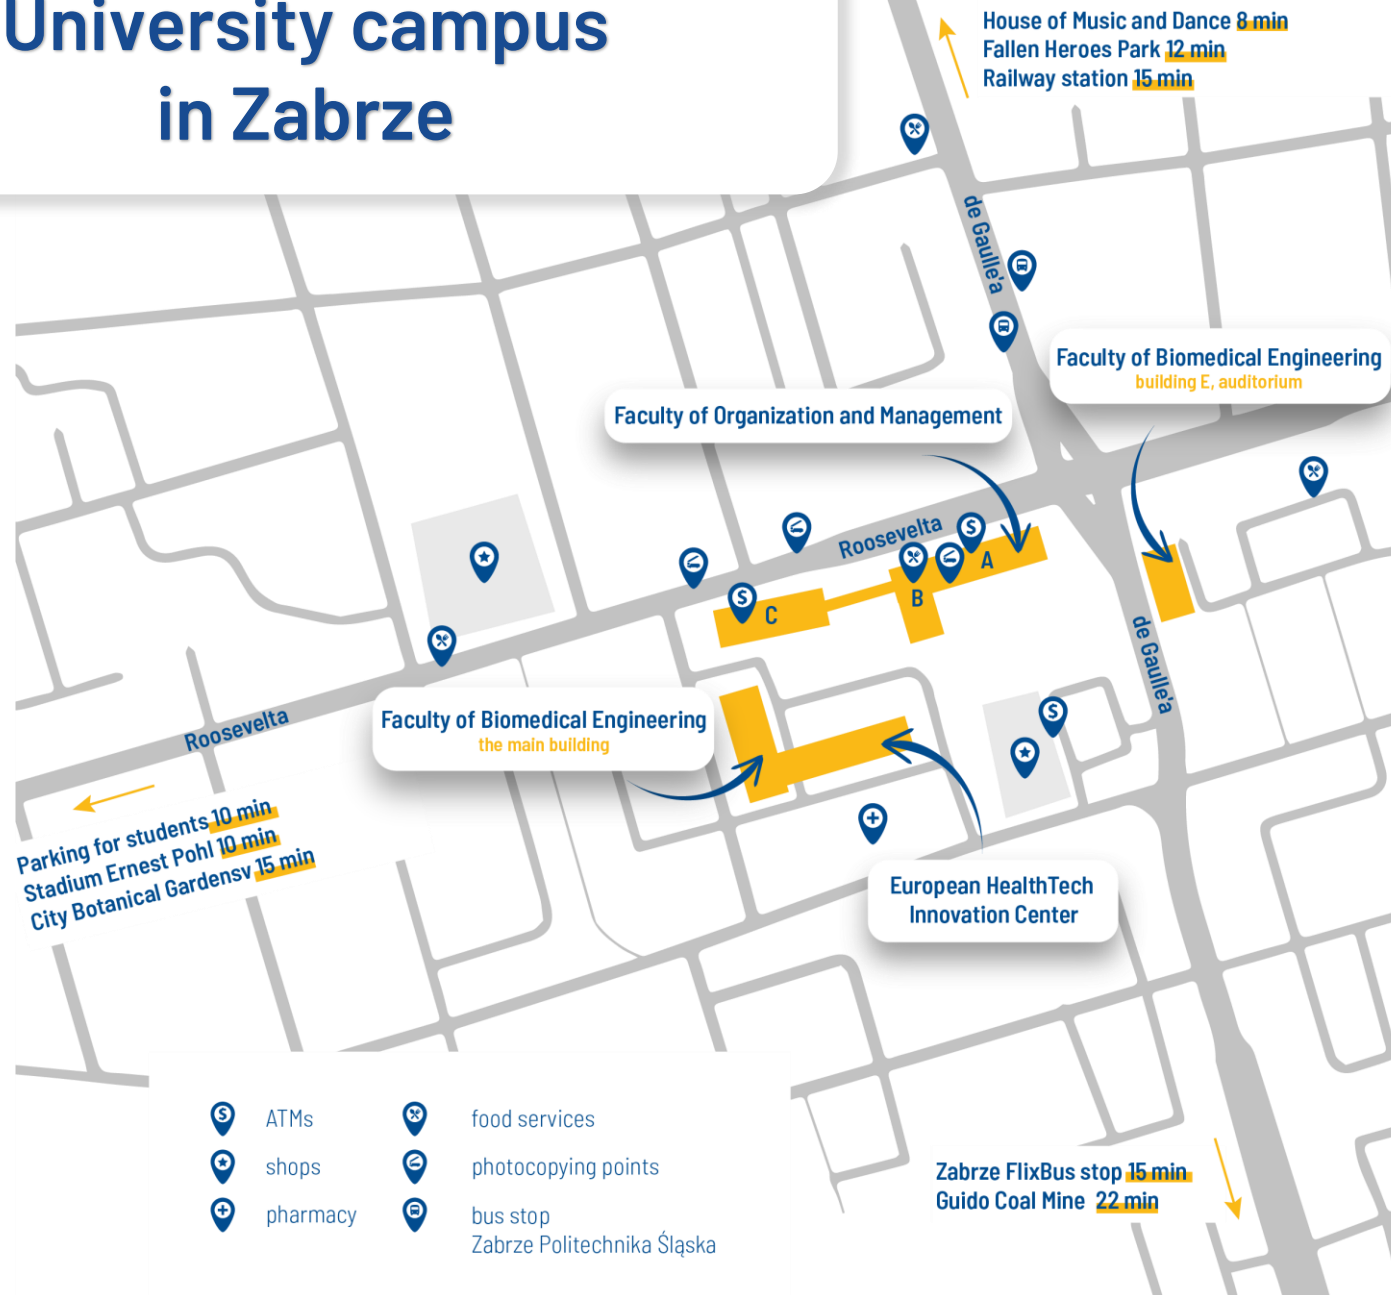 University campus
in Zabrze
House of Music and Dance 8 min
Fallen Heroes Park 12 min
Railway station 15 min
de Gaulle'a
Faculty of Biomedical Engineering
building E, auditorium
Faculty of Organization and Management
Roosevelta
A
B
C
de Gaulle'a
Faculty of Biomedical Engineering
the main building
Roosevelta
Parking for students 10 min
Stadium Ernest Pohl 10 min
City Botanical Gardensv 15 min
European HealthTech
Innovation Center
ATMs
food services
shops
photocopying points
pharmacy
bus stop
Zabrze Politechnika Śląska
Zabrze FlixBus stop 15 min
Guido Coal Mine 22 min